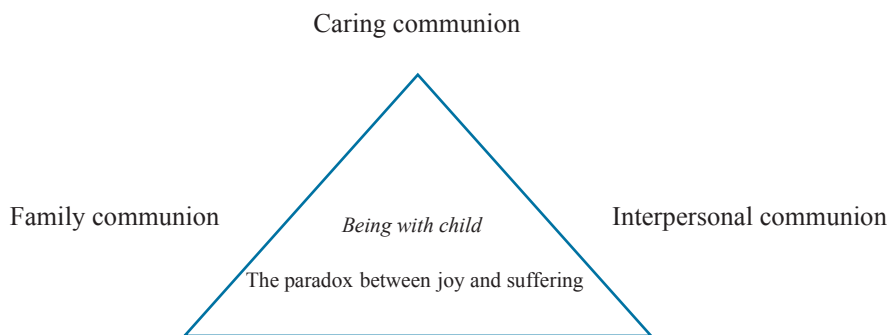 Caring communion
Family communion
Interpersonal communion
Being with child
The paradox between joy and suffering